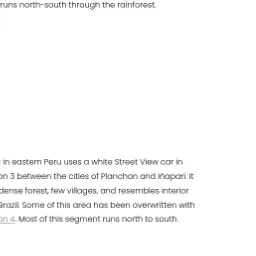 runs north-south through the rainforest.
in eastern Peru uses a white Street View car in
on 3 between the cities of Planchon and Iñapari. It
dense forest, few villages, and resembles interior
Brazil. Some of this area has been overwritten with
on 4. Most of this segment runs north to south.